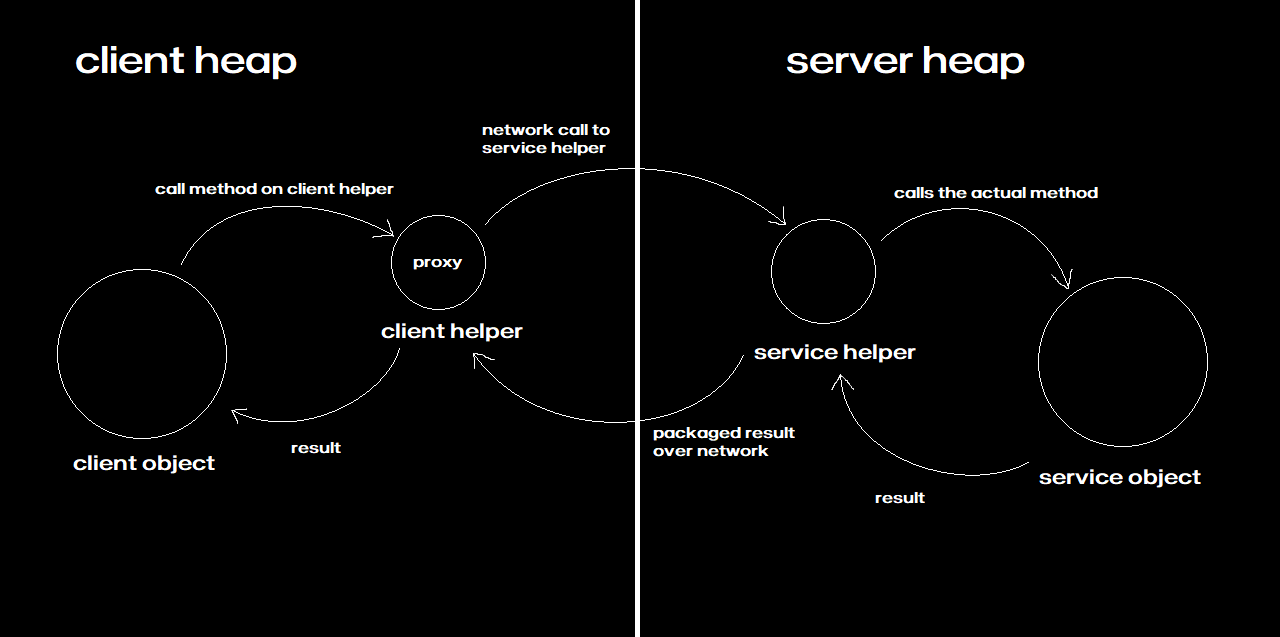 client heap
server heap
network call to
service helper
call method on client helper
calls the actual method
proxy
client helper
service helper
packaged result
over network
result
client object
service object
result